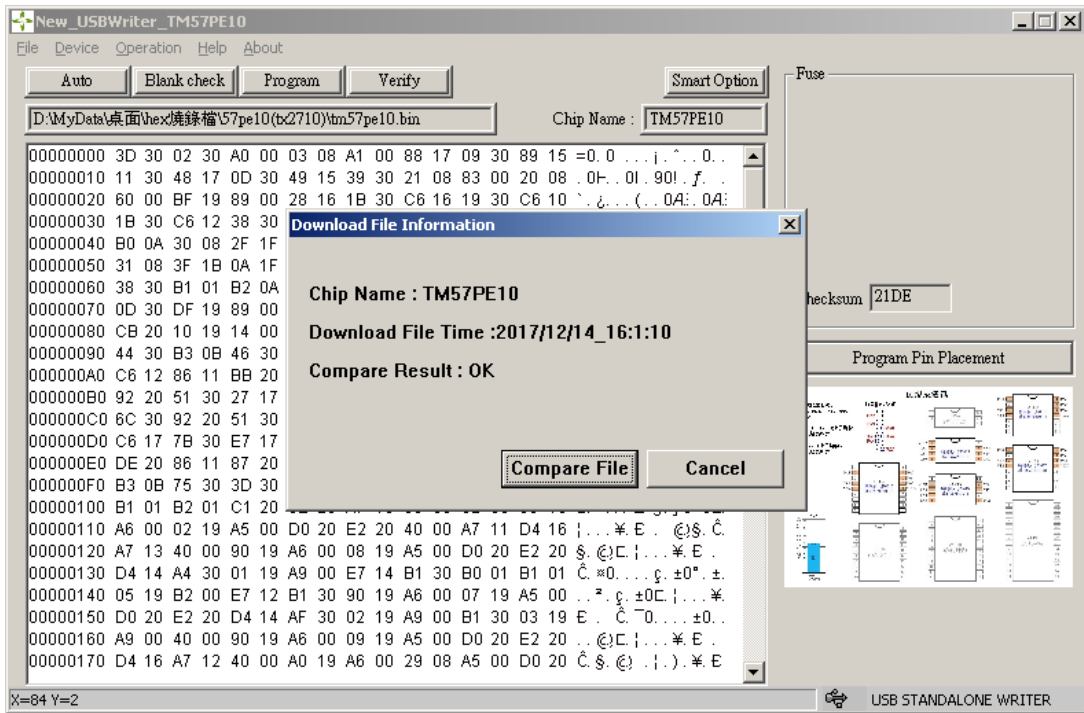 New_USBWriter_TM57PE10
File Device Operation Help About
Auto Blank check Program Verify Smart Option
Fuse
D:\MyData\桌面\hex燒錄檔\57pe10(tx2710)\tm57pe10.bin Chip Name : TM57PE10
00000000 3D 30 02 30 A0 00 03 08 A1 00 88 17 09 30 89 15
00000010 11 30 48 17 0D 30 49 15 39 30 21 08 83 00 20 08
00000020 60 00 BF 19 89 00 28 16 1B 30 C6 16 19 30 C6 10
00000030 1B 30 C6 12 38 30
00000040 B0 0A 30 08 2F 1F
00000050 31 08 3F 1B 0A 1F
00000060 38 30 B1 01 B2 0A
00000070 0D 30 DF 19 89 00
00000080 CB 20 10 19 14 00
00000090 44 30 B3 0B 46 30
000000A0 C6 12 86 11 BB 20
000000B0 92 20 51 30 27 17
000000C0 6C 30 92 20 51 30
000000D0 C6 17 7B 30 E7 17
000000E0 DE 20 86 11 87 20
000000F0 B3 0B 75 30 3D 30
00000100 B1 01 B2 01 C1 20
00000110 A6 00 02 19 A5 00 D0 20 E2 20 40 00 A7 11 D4 16
00000120 A7 13 40 00 90 19 A6 00 08 19 A5 00 D0 20 E2 20
00000130 D4 14 A4 30 01 19 A9 00 E7 14 B1 30 B0 01 B1 01
00000140 05 19 B2 00 E7 12 B1 30 90 19 A6 00 07 19 A5 00
00000150 D0 20 E2 20 D4 14 AF 30 02 19 A9 00 B1 30 03 19
00000160 A9 00 40 00 90 19 A6 00 09 19 A5 00 D0 20 E2 20
00000170 D4 16 A7 12 40 00 A0 19 A6 00 29 08 A5 00 D0 20
Download File Information
Chip Name : TM57PE10
Download File Time :2017/12/14_16:1:10
Compare Result : OK
Compare File Cancel
hecksum 21DE
Program Pin Placement
X=84 Y=2 USB STANDALONE WRITER